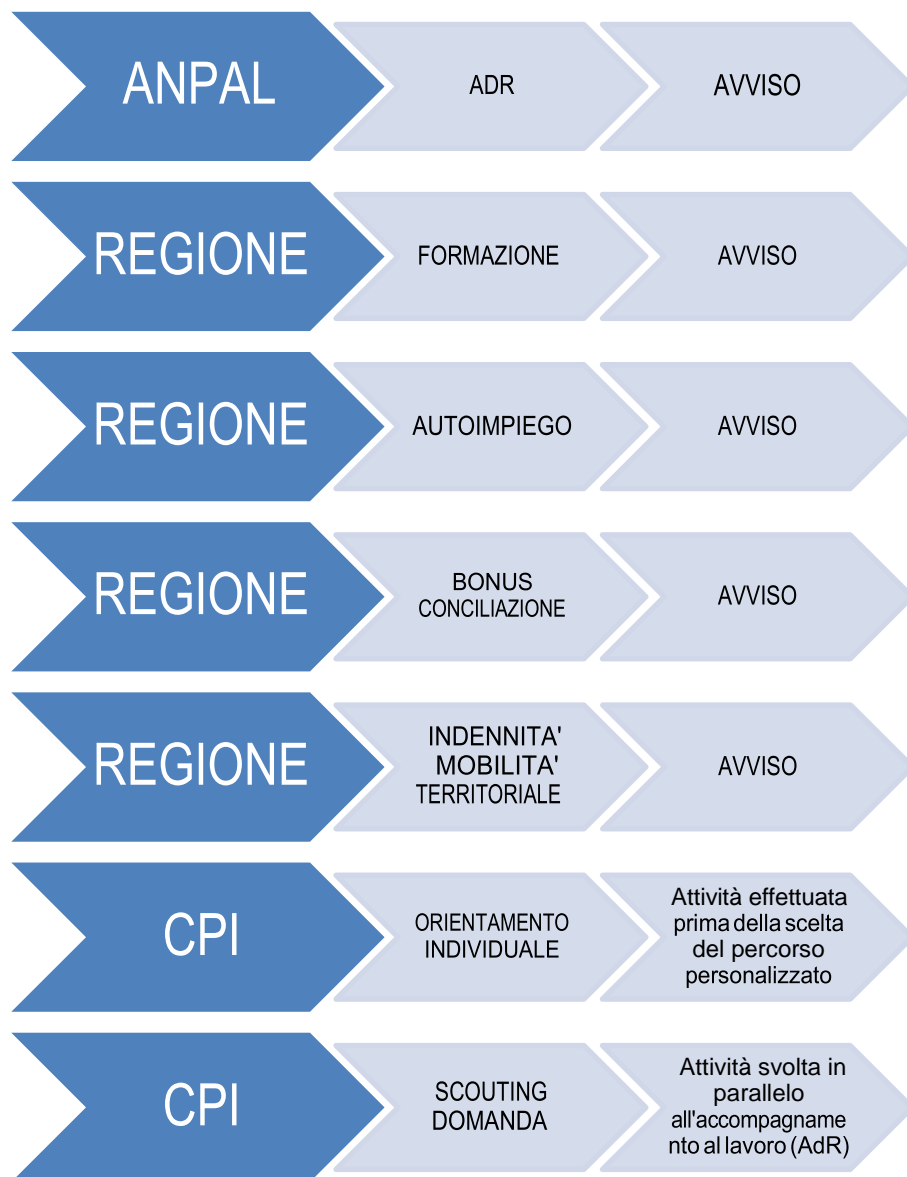 ANPAL
ADR
AVVISO
REGIONE
FORMAZIONE
AVVISO
REGIONE
AUTOIMPIEGO
AVVISO
REGIONE
BONUS
CONCILIAZIONE
AVVISO
REGIONE
INDENNITA'
MOBILITA'
TERRITORIALE
AVVISO
CPI
ORIENTAMENTO
INDIVIDUALE
Attività effettuata
prima della scelta
del percorso
personalizzato
CPI
SCOUTING
DOMANDA
Attività svolta in
parallelo
all'accompagname
nto al lavoro (AdR)